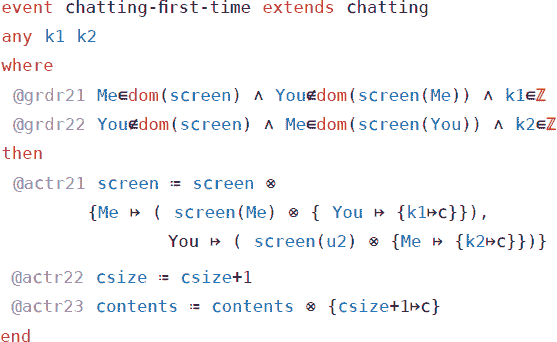 event chatting-first-time extends chatting
any k1 k2
where
@grdr21 Me∈dom(screen) ∧ You∉dom(screen(Me)) ∧ k1∈ℤ
@grdr22 You∉dom(screen) ∧ Me∈dom(screen(You)) ∧ k2∈ℤ
then
@actr21 screen ≔ screen ⊗
{Me ↦ ( screen(Me) ⊗ { You ↦ {k1↦c}}),
You ↦ ( screen(u2) ⊗ {Me ↦ {k2↦c}})}
@actr22 csize ≔ csize+1
@actr23 contents ≔ contents ⊗ {csize+1↦c}
end